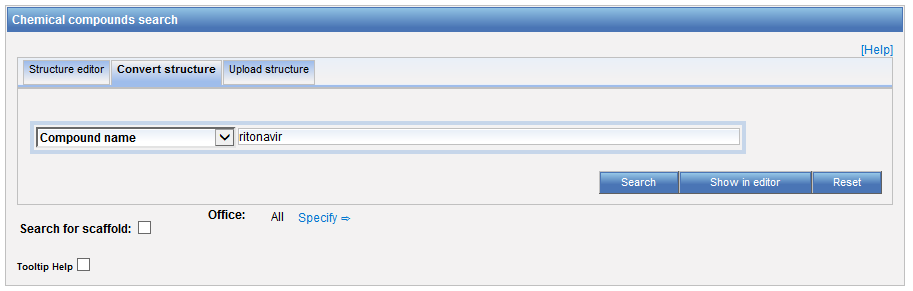 Chemical compounds search
[Help]
Structure editor Convert structure Upload structure
Compound name ritonavir
Search Show in editor Reset
Office: All Specify ⇨
Search for scaffold:
Tooltip Help